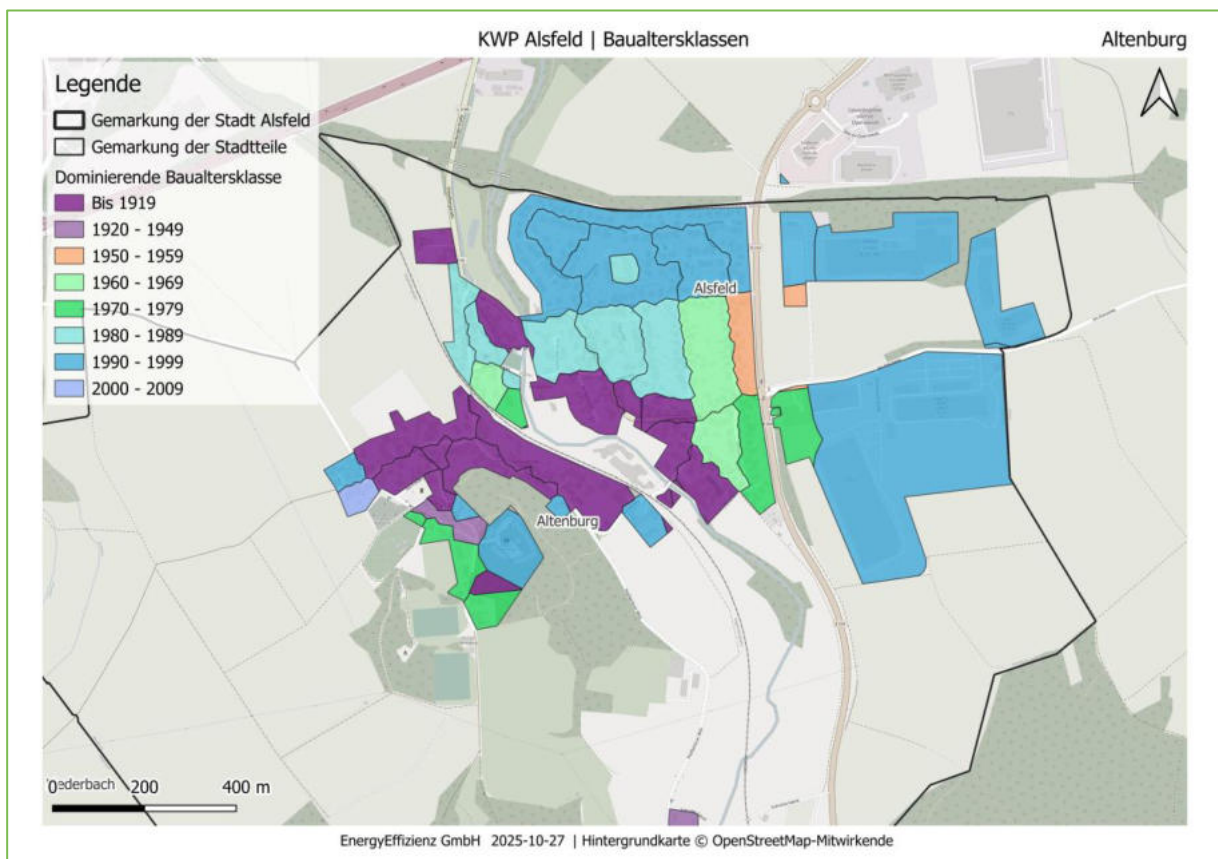 KWP Alsfeld | Baualtersklassen
Altenburg
Legende
Gemarkung der Stadt Alsfeld
Gemarkung der Stadtteile
Dominierende Baualtersklasse
Bis 1919
1920 - 1949
1950 - 1959
1960 - 1969
1970 - 1979
1980 - 1989
1990 - 1999
2000 - 2009
Alsfeld
Altenburg
0 200 400 m
EnergyEffizienz GmbH 2025-10-27 | Hintergrundkarte © OpenStreetMap-Mitwirkende